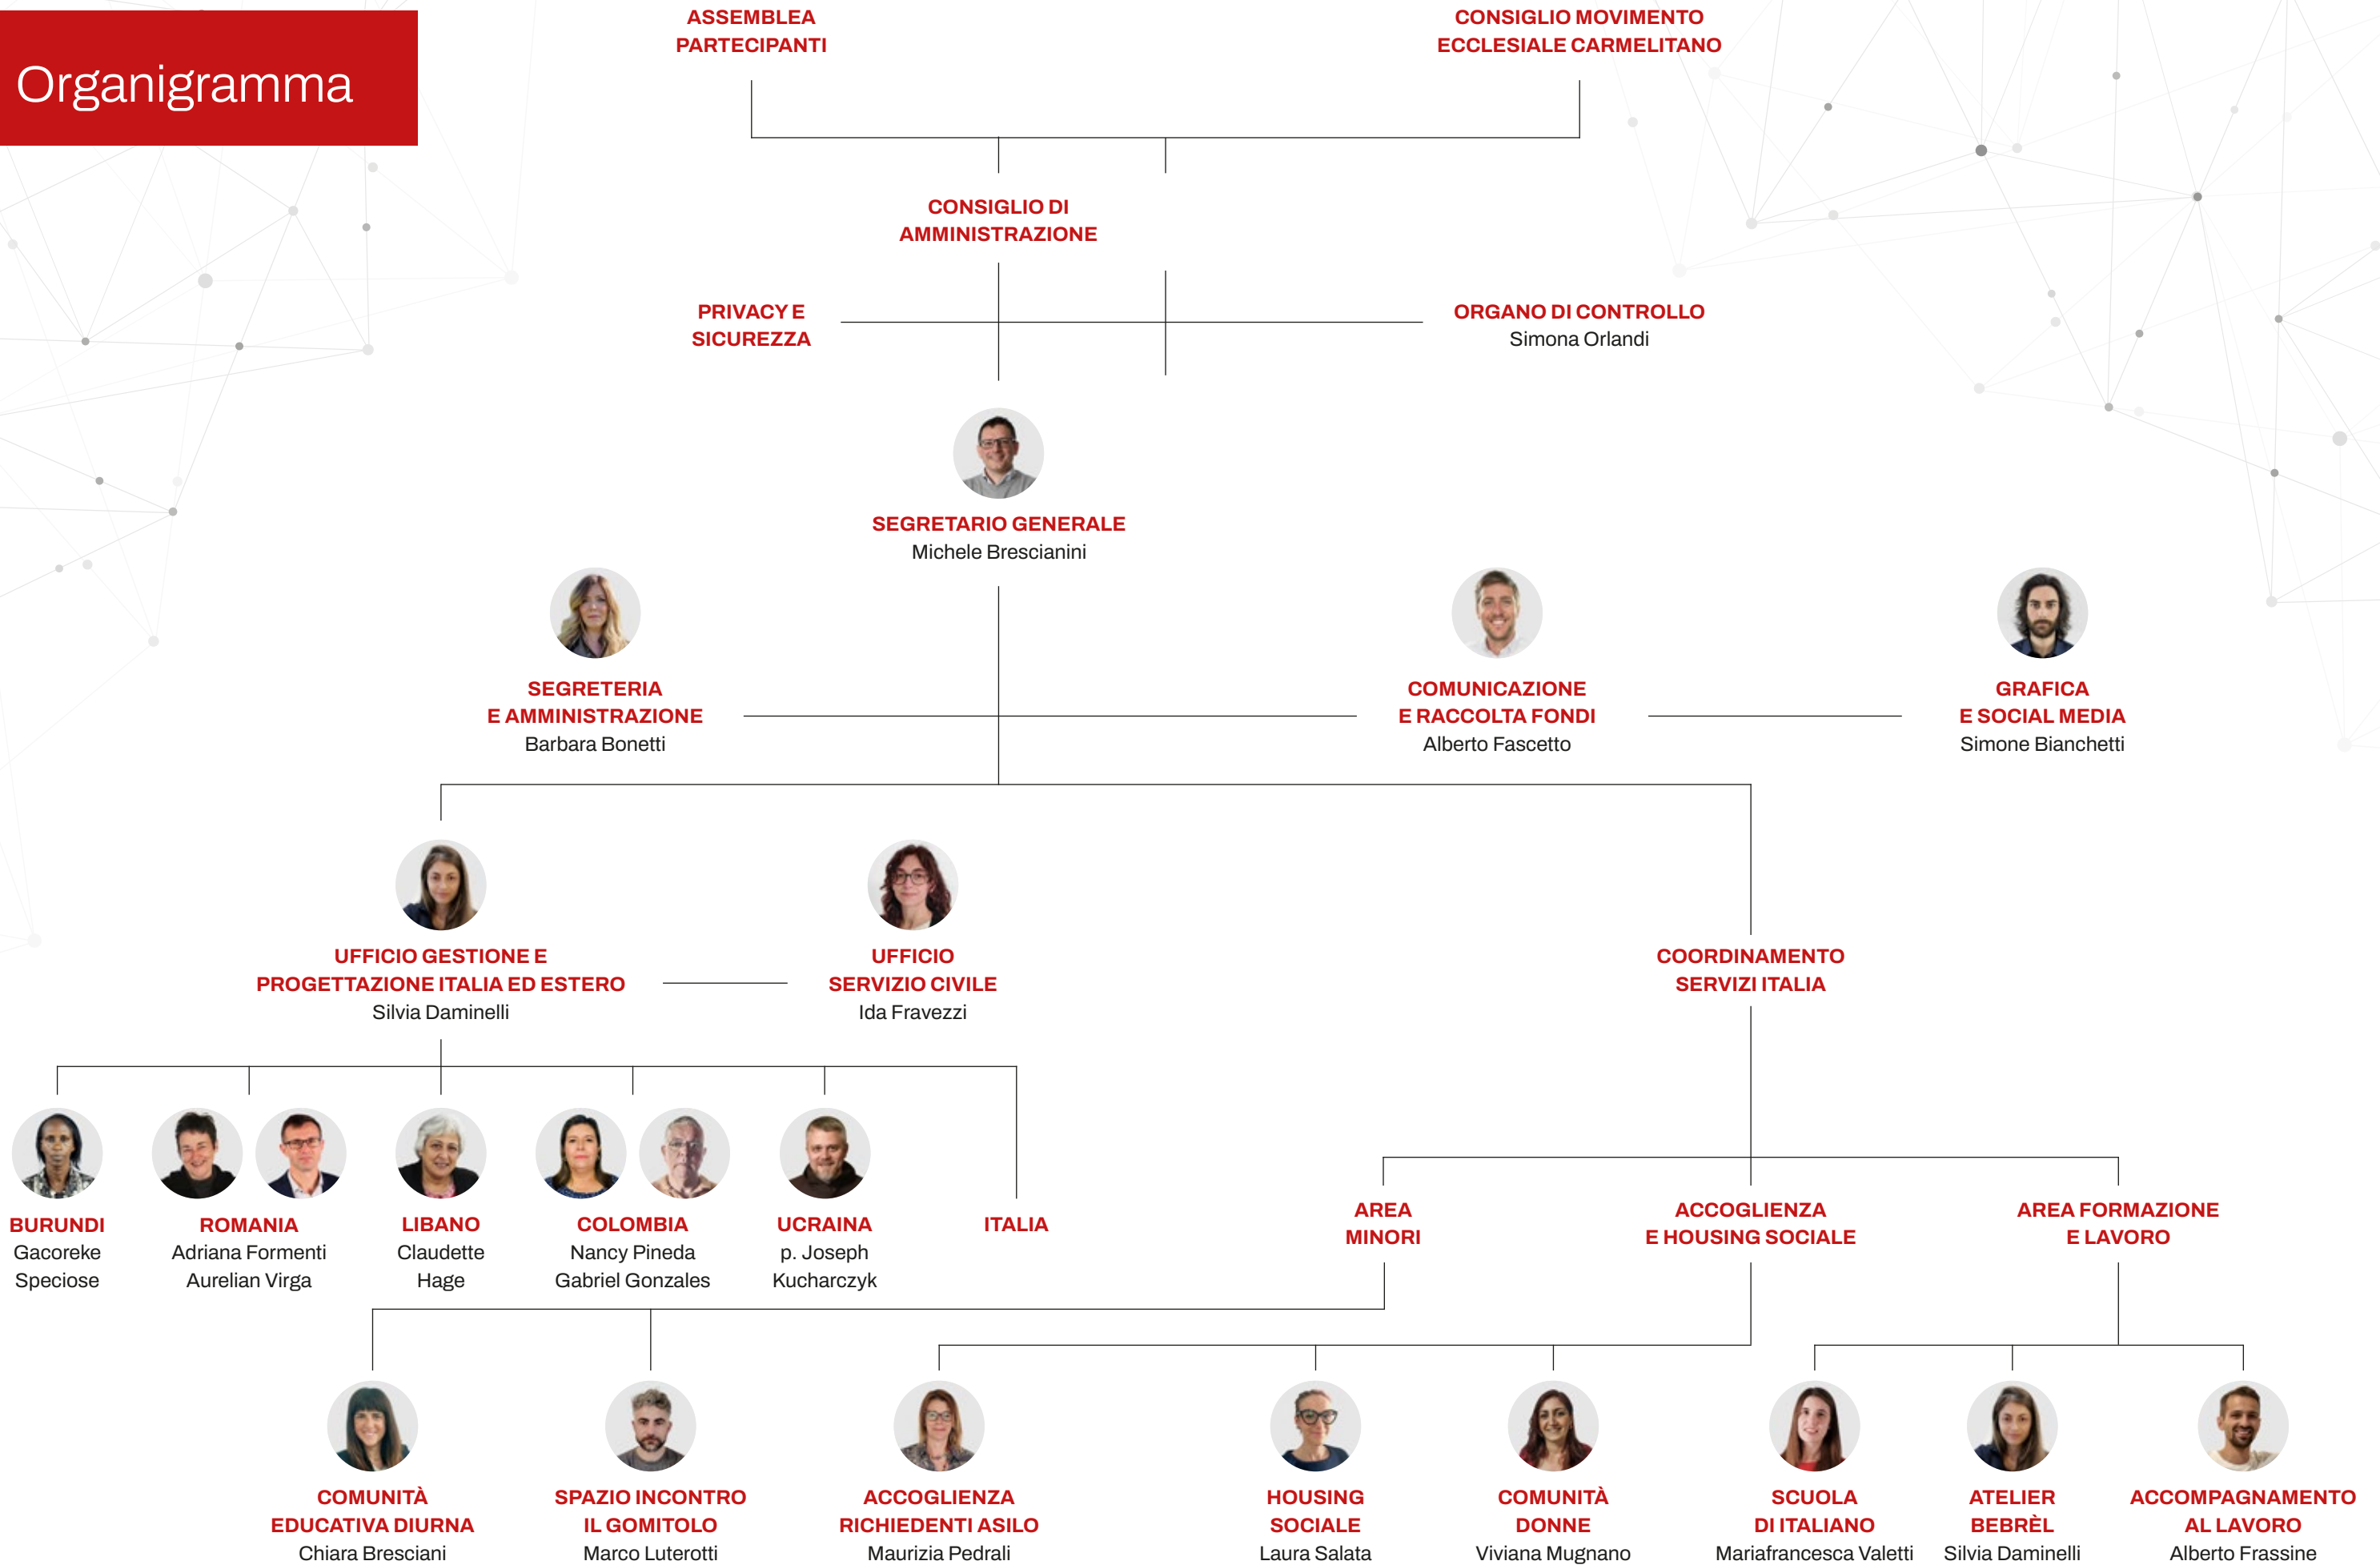 Organigramma
ASSEMBLEA
PARTECIPANTI
CONSIGLIO MOVIMENTO
ECCLESIALE CARMELITANO
CONSIGLIO DI
AMMINISTRAZIONE
PRIVACY E
SICUREZZA
ORGANO DI CONTROLLO
Simona Orlandi
SEGRETARIO GENERALE
Michele Brescianini
SEGRETERIA
E AMMINISTRAZIONE
Barbara Bonetti
COMUNICAZIONE
E RACCOLTA FONDI
Alberto Fascetto
GRAFICA
E SOCIAL MEDIA
Simone Bianchetti
UFFICIO GESTIONE E
PROGETTAZIONE ITALIA ED ESTERO
Silvia Daminelli
UFFICIO
SERVIZIO CIVILE
Ida Fravezzi
COORDINAMENTO
SERVIZI ITALIA
BURUNDI
Gacoreke
Speciose
ROMANIA
Adriana Formenti
Aurelian Virga
LIBANO
Claudette
Hage
COLOMBIA
Nancy Pineda
Gabriel Gonzales
UCRAINA
p. Joseph
Kucharczyk
ITALIA
AREA
MINORI
ACCOGLIENZA
E HOUSING SOCIALE
AREA FORMAZIONE
E LAVORO
COMUNITÀ
EDUCATIVA DIURNA
Chiara Bresciani
SPAZIO INCONTRO
IL GOMITOLO
Marco Luterotti
ACCOGLIENZA
RICHIEDENTI ASILO
Maurizia Pedrali
HOUSING
SOCIALE
Laura Salata
COMUNITÀ
DONNE
Viviana Mugnano
SCUOLA
DI ITALIANO
Mariafrancesca Valetti
ATELIER
BEBRÈL
Silvia Daminelli
ACCOMPAGNAMENTO
AL LAVORO
Alberto Frassine